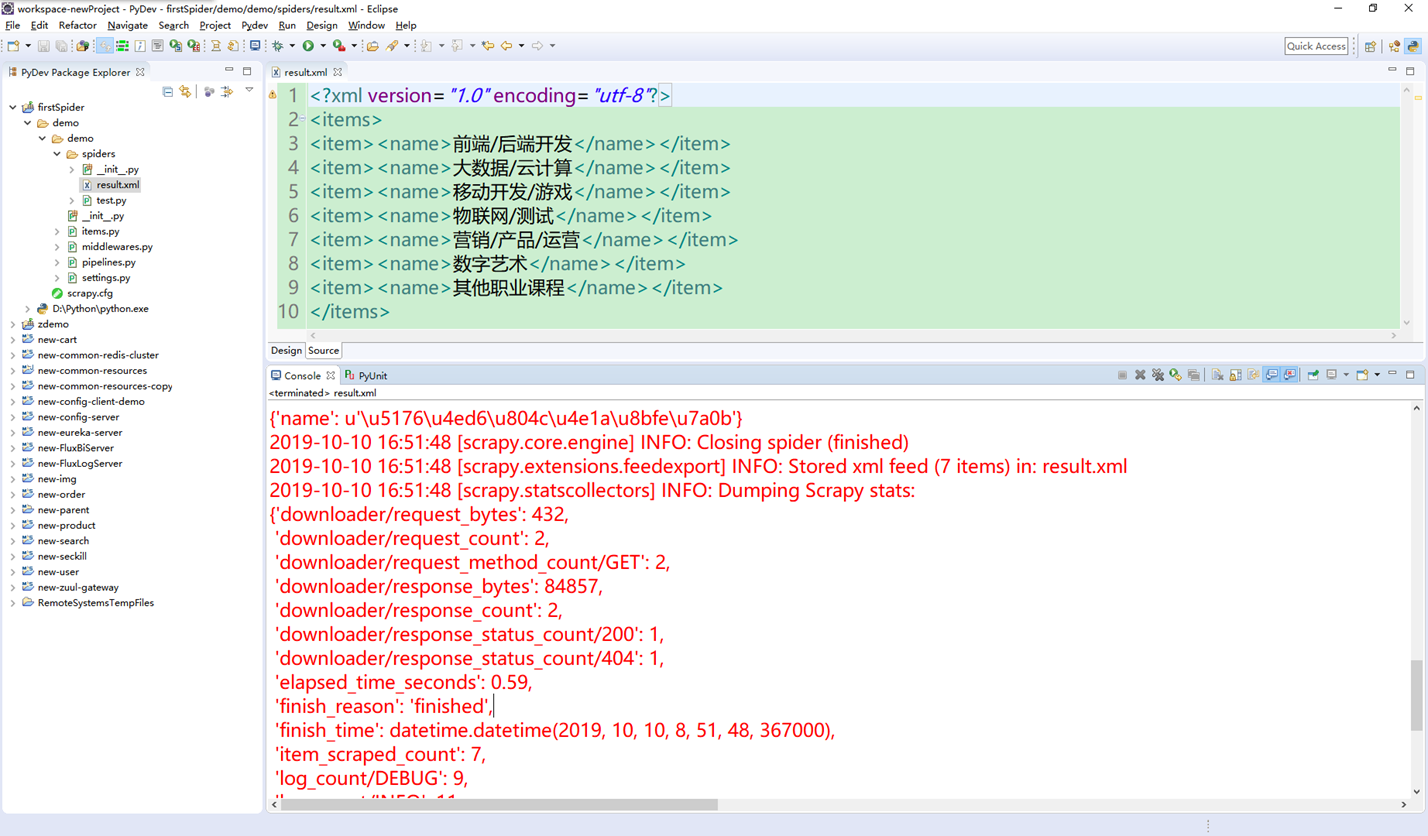 workspace-newProject - PyDev - firstSpider/demo/demo/spiders/result.xml - Eclipse
File Edit Refactor Navigate Search Project Pydev Run Design Window Help
Quick Access
PyDev Package Explorer
firstSpider
demo
demo
spiders
__init__.py
result.xml
test.py
__init__.py
items.py
middlewares.py
pipelines.py
settings.py
scrapy.cfg
D:\Python\python.exe
zdemo
new-cart
new-common-redis-cluster
new-common-resources
new-common-resources-copy
new-config-client-demo
new-config-server
new-eureka-server
new-FluxBiServer
new-FluxLogServer
new-img
new-order
new-parent
new-product
new-search
new-seckill
new-user
new-zuul-gateway
RemoteSystemsTempFiles
result.xml
1 <?xml version="1.0" encoding="utf-8"?>
2 <items>
3 <item><name>前端/后端开发</name></item>
4 <item><name>大数据/云计算</name></item>
5 <item><name>移动开发/游戏</name></item>
6 <item><name>物联网/测试</name></item>
7 <item><name>营销/产品/运营</name></item>
8 <item><name>数字艺术</name></item>
9 <item><name>其他职业课程</name></item>
10 </items>
Design Source
Console PyUnit
<terminated> result.xml
{'name': u'\u5176\u4ed6\u804c\u4e1a\u8bfe\u7a0b'}
2019-10-10 16:51:48 [scrapy.core.engine] INFO: Closing spider (finished)
2019-10-10 16:51:48 [scrapy.extensions.feedexport] INFO: Stored xml feed (7 items) in: result.xml
2019-10-10 16:51:48 [scrapy.statscollectors] INFO: Dumping Scrapy stats:
{'downloader/request_bytes': 432,
'downloader/request_count': 2,
'downloader/request_method_count/GET': 2,
'downloader/response_bytes': 84857,
'downloader/response_count': 2,
'downloader/response_status_count/200': 1,
'downloader/response_status_count/404': 1,
'elapsed_time_seconds': 0.59,
'finish_reason': 'finished',
'finish_time': datetime.datetime(2019, 10, 10, 8, 51, 48, 367000),
'item_scraped_count': 7,
'log_count/DEBUG': 9,